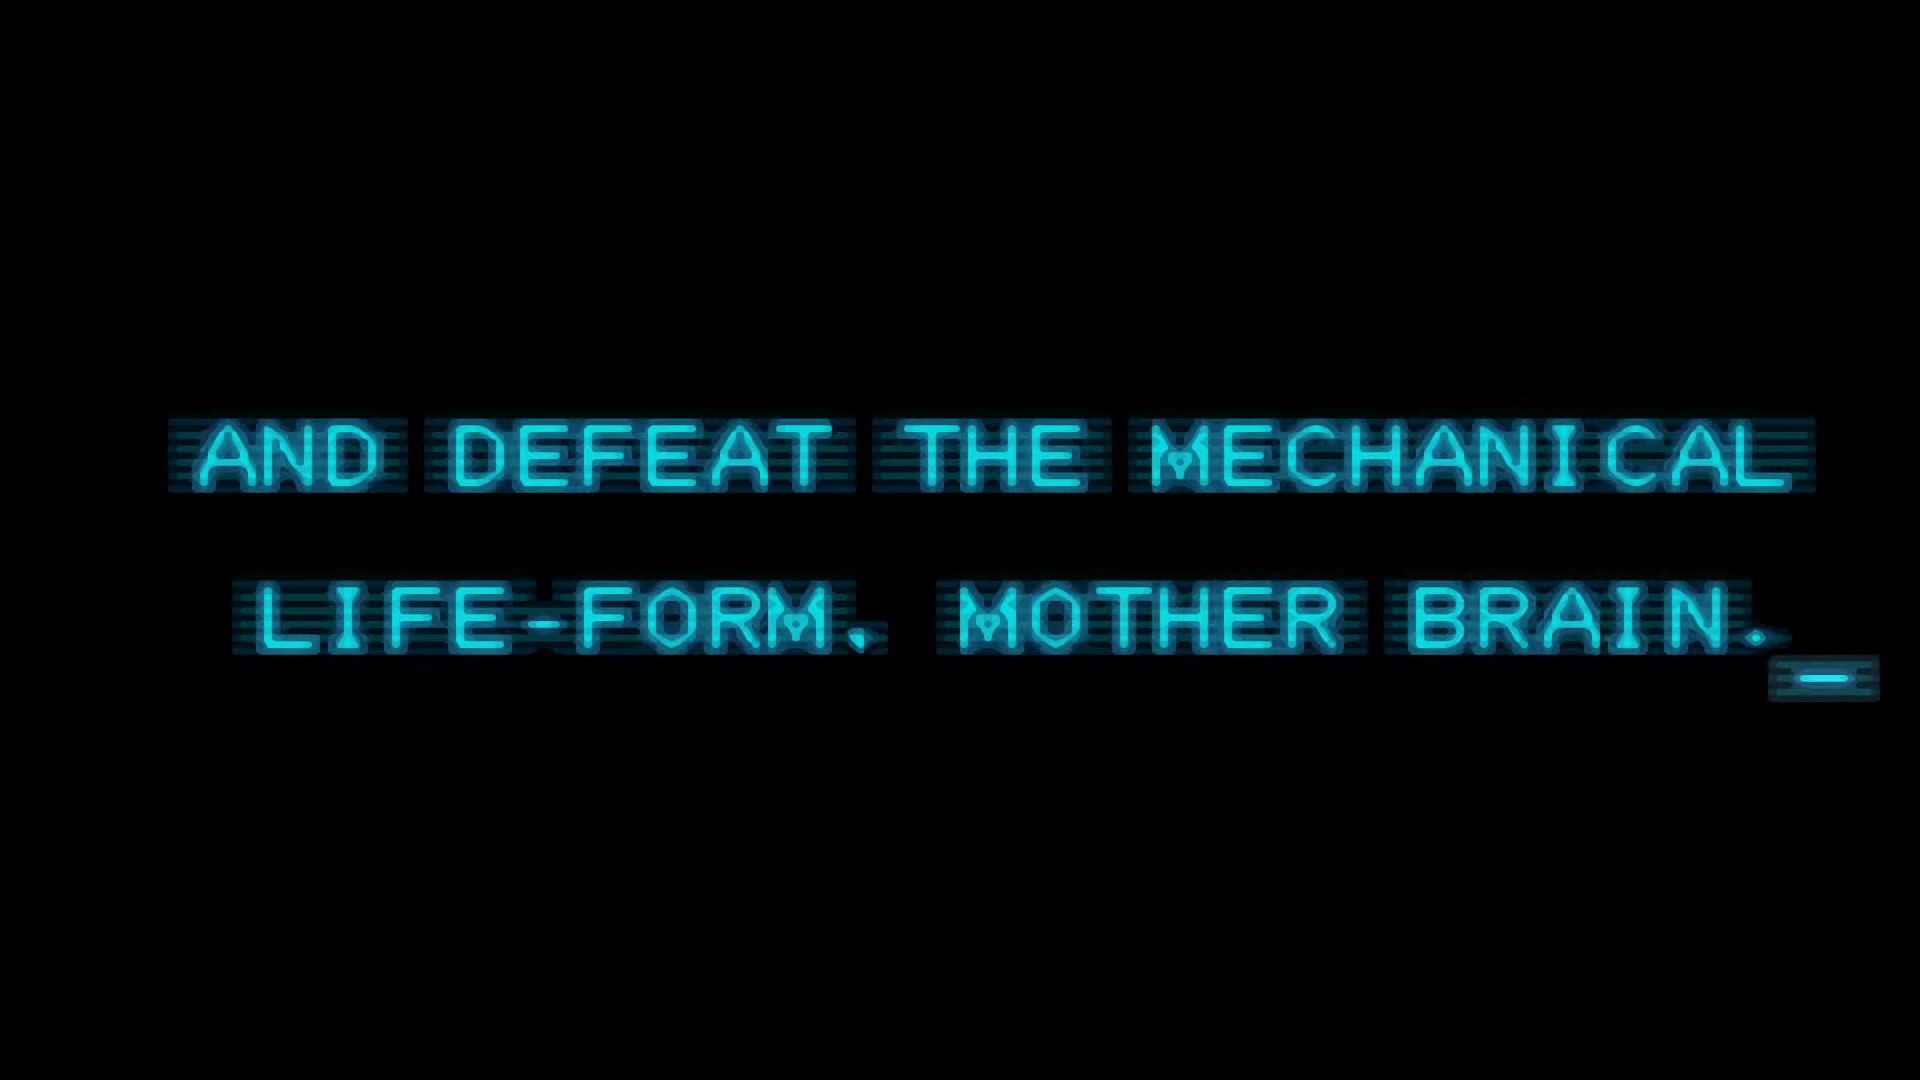 AND DEFEAT THE MECHANICAL
LIFE-FORM, MOTHER BRAIN.